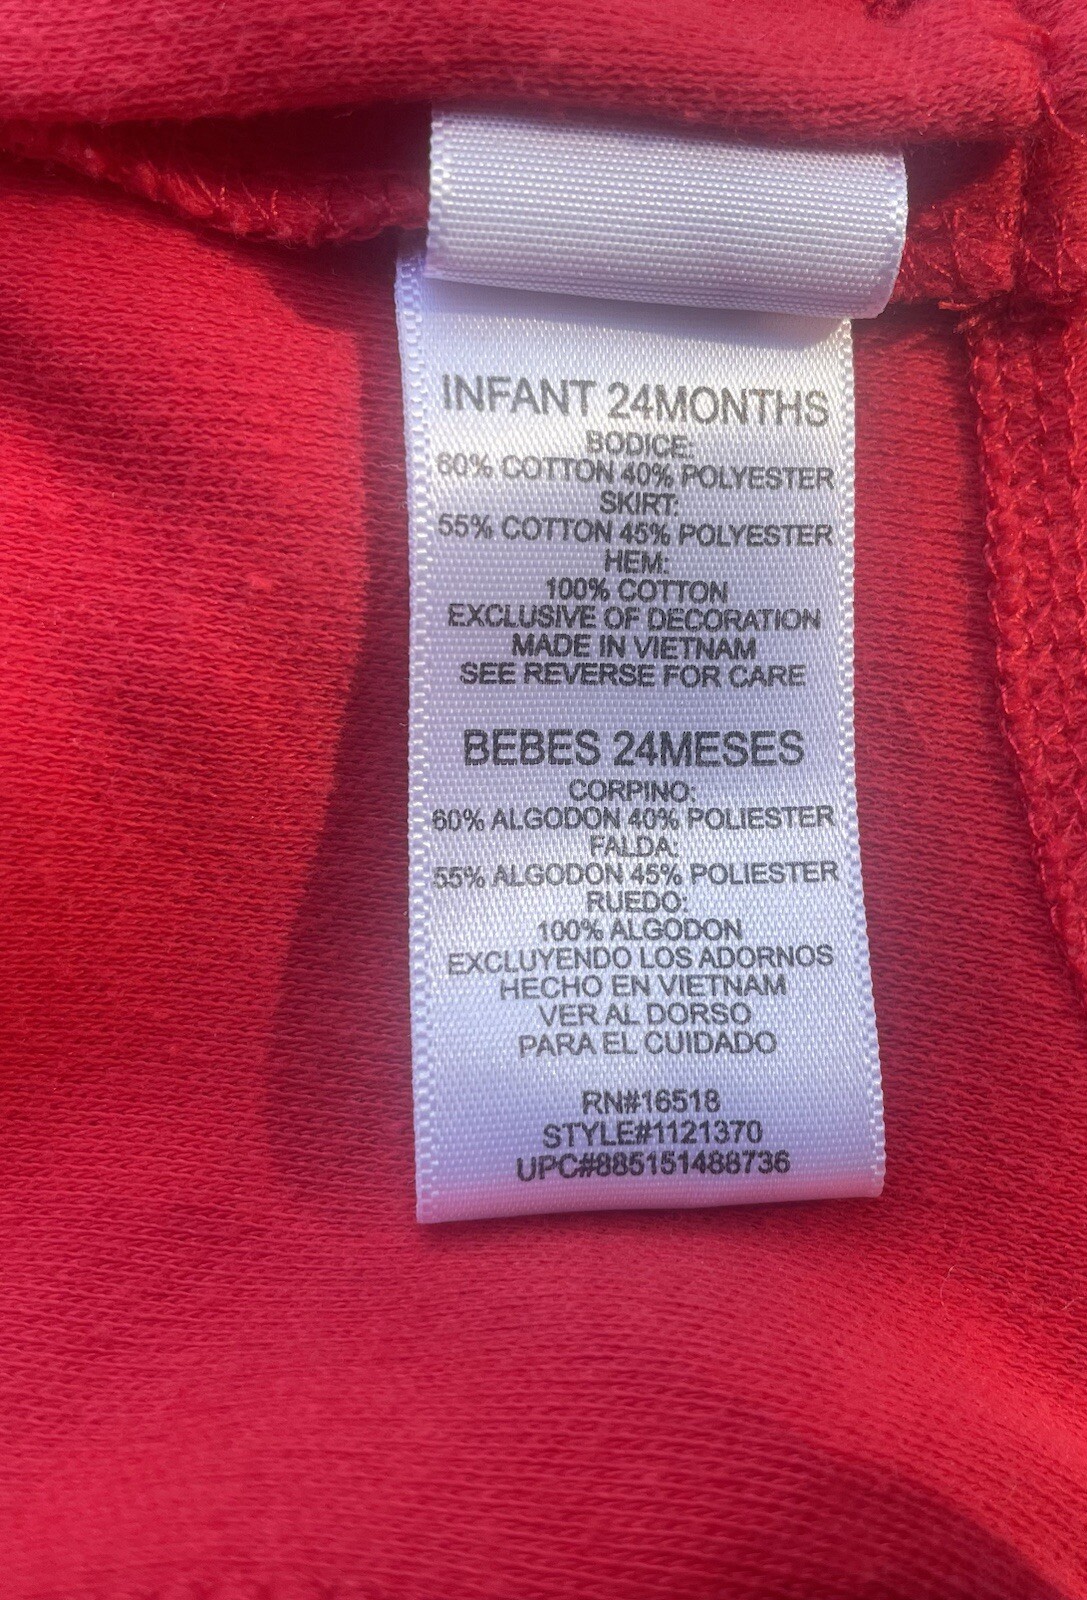 INFANT 24MONTHS
BODICE:
60% COTTON 40% POLYESTER
SKIRT:
55% COTTON 45% POLYESTER
HEM:
100% COTTON
EXCLUSIVE OF DECORATION
MADE IN VIETNAM
SEE REVERSE FOR CARE
BEBES 24MESES
CORPINO:
60% ALGODON 40% POLIESTER
FALDA:
55% ALGODON 45% POLIESTER
RUEDO:
100% ALGODON
EXCLUYENDO LOS ADORNOS
HECHO EN VIETNAM
VER AL DORSO
PARA EL CUIDADO
RN#16518
STYLE#1121370
UPC#885151488736